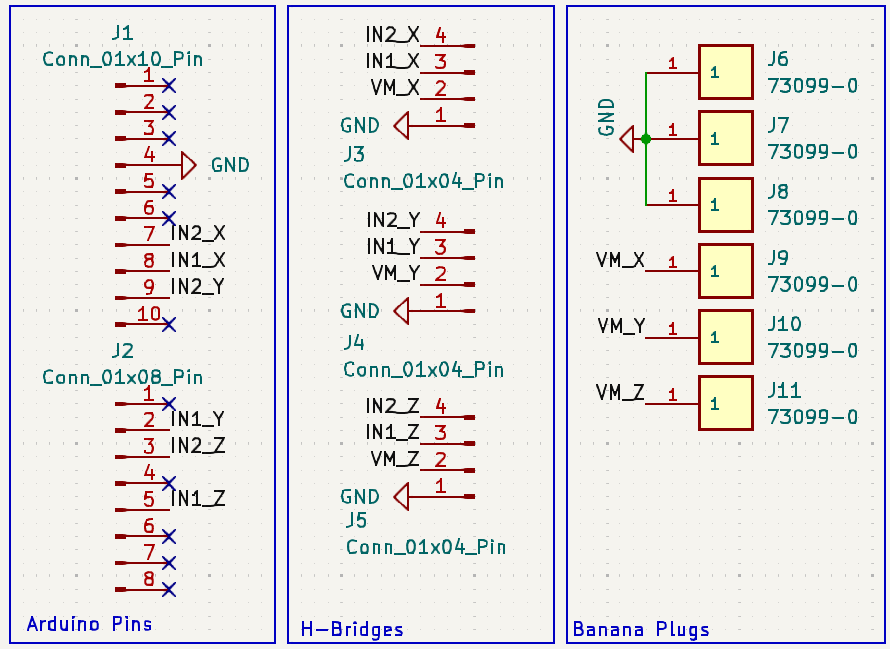 J1
Conn_01x10_Pin
1
2
3
4 GND
5
6
7 IN2_X
8 IN1_X
9 IN2_Y
10
J2
Conn_01x08_Pin
1
2 IN1_Y
3 IN2_Z
4
5 IN1_Z
6
7
8
Arduino Pins
IN2_X 4
IN1_X 3
VM_X 2
GND 1
J3
Conn_01x04_Pin
IN2_Y 4
IN1_Y 3
VM_Y 2
GND 1
J4
Conn_01x04_Pin
IN2_Z 4
IN1_Z 3
VM_Z 2
GND 1
J5
Conn_01x04_Pin
H-Bridges
1 1 J6
73099-0
GND 1 1 J7
73099-0
1 1 J8
73099-0
VM_X 1 1 J9
73099-0
VM_Y 1 1 J10
73099-0
VM_Z 1 1 J11
73099-0
Banana Plugs